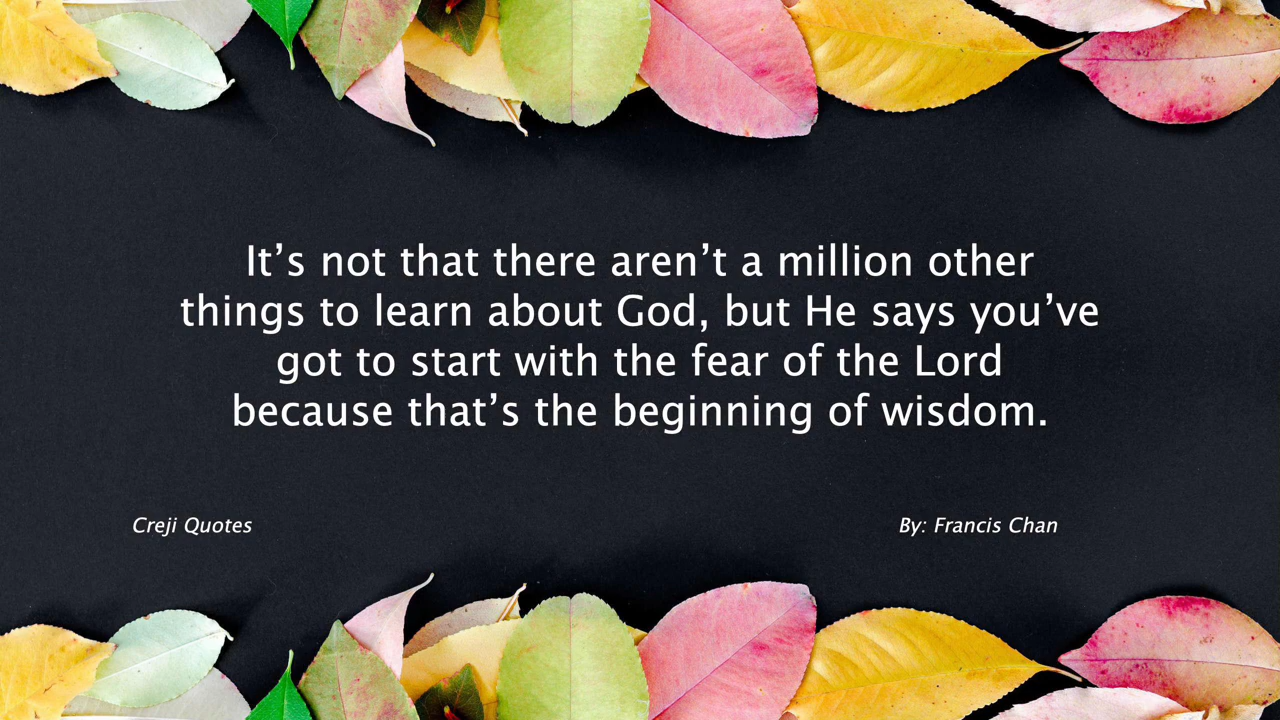 It’s not that there aren’t a million other
things to learn about God, but He says you’ve
got to start with the fear of the Lord
because that’s the beginning of wisdom.
Creji Quotes
By: Francis Chan